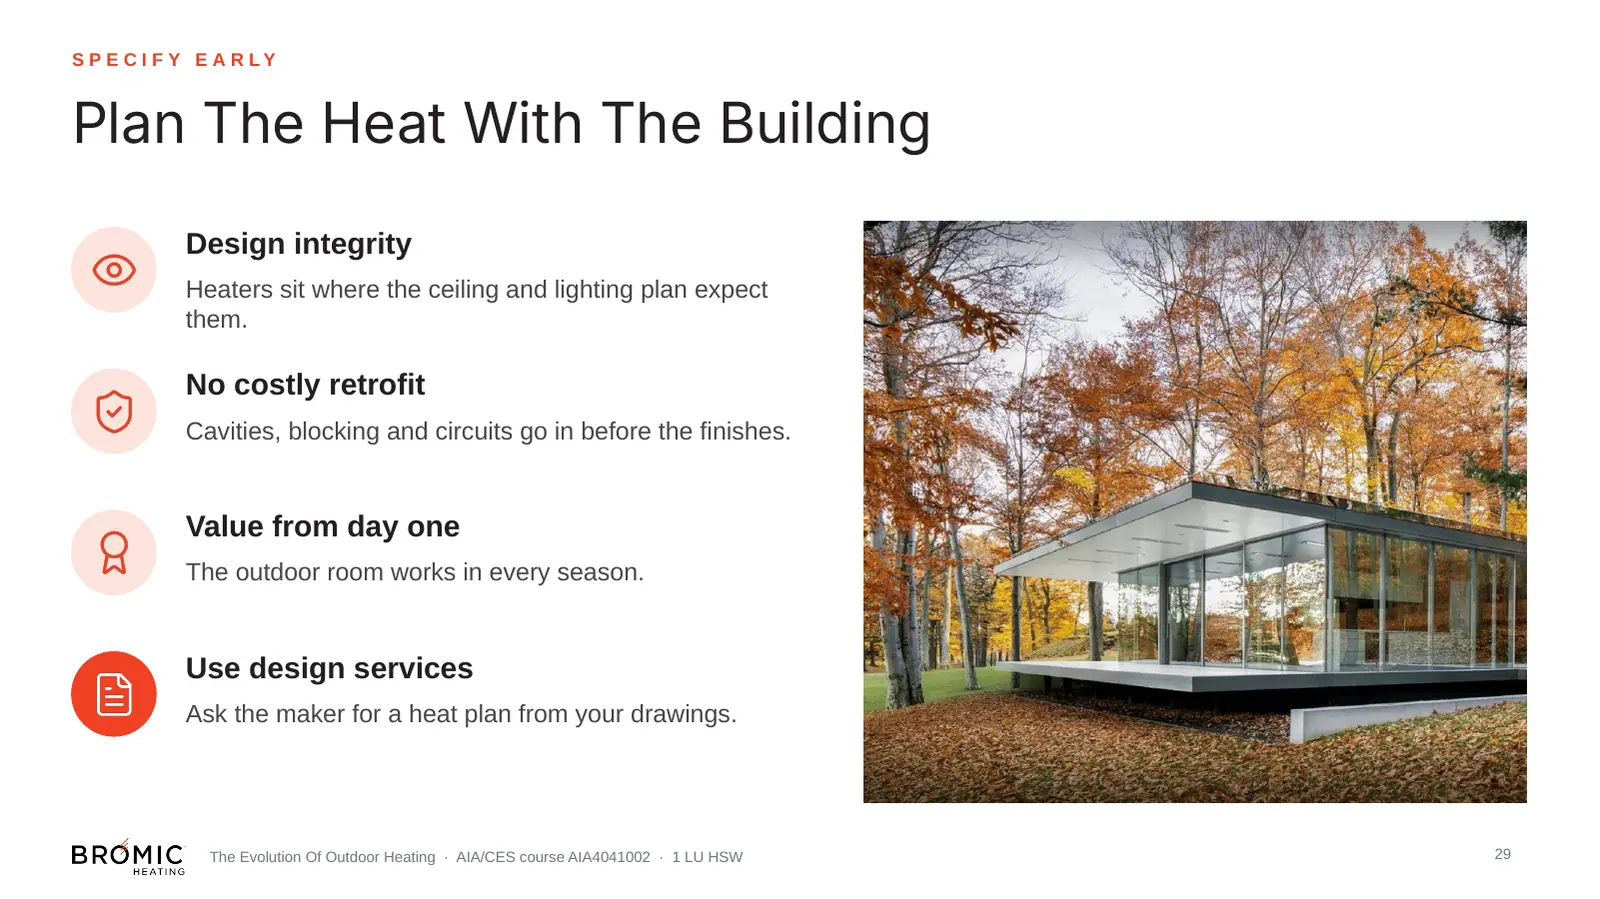 SPECIFY EARLY
Plan The Heat With The Building
Design integrity
Heaters sit where the ceiling and lighting plan expect
them.
No costly retrofit
Cavities, blocking and circuits go in before the finishes.
Value from day one
The outdoor room works in every season.
Use design services
Ask the maker for a heat plan from your drawings.
BROMIC
HEATING
The Evolution Of Outdoor Heating · AIA/CES course AIA4041002 · 1 LU HSW
29